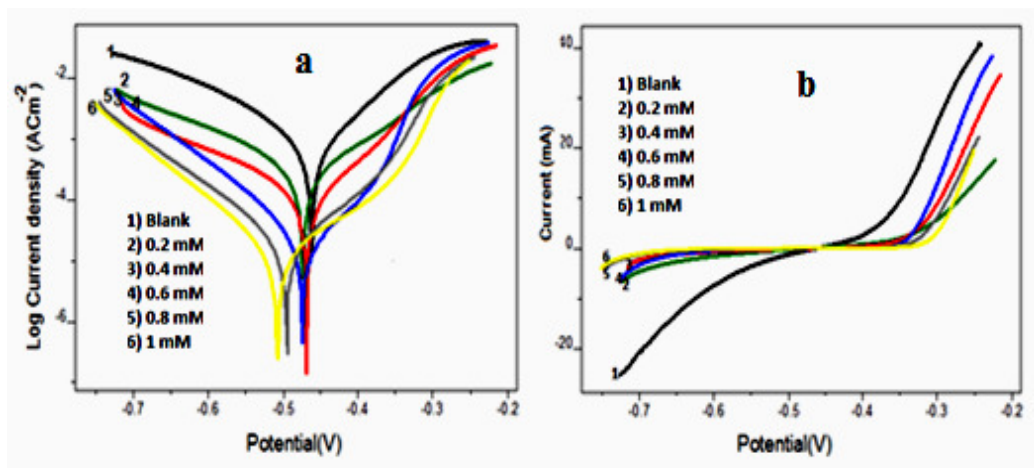 a
Log Current density (ACm-2)
-2
-4
-6
1
2
5
3
4
6
1) Blank
2) 0.2 mM
3) 0.4 mM
4) 0.6 mM
5) 0.8 mM
6) 1 mM
-0.7
-0.6
-0.5
-0.4
-0.3
-0.2
Potential(V)
b
Current (mA)
40
20
0
-20
1) Blank
2) 0.2 mM
3) 0.4 mM
4) 0.6 mM
5) 0.8 mM
6) 1 mM
6
5
4
2
1
-0.7
-0.6
-0.5
-0.4
-0.3
-0.2
Potential(V)